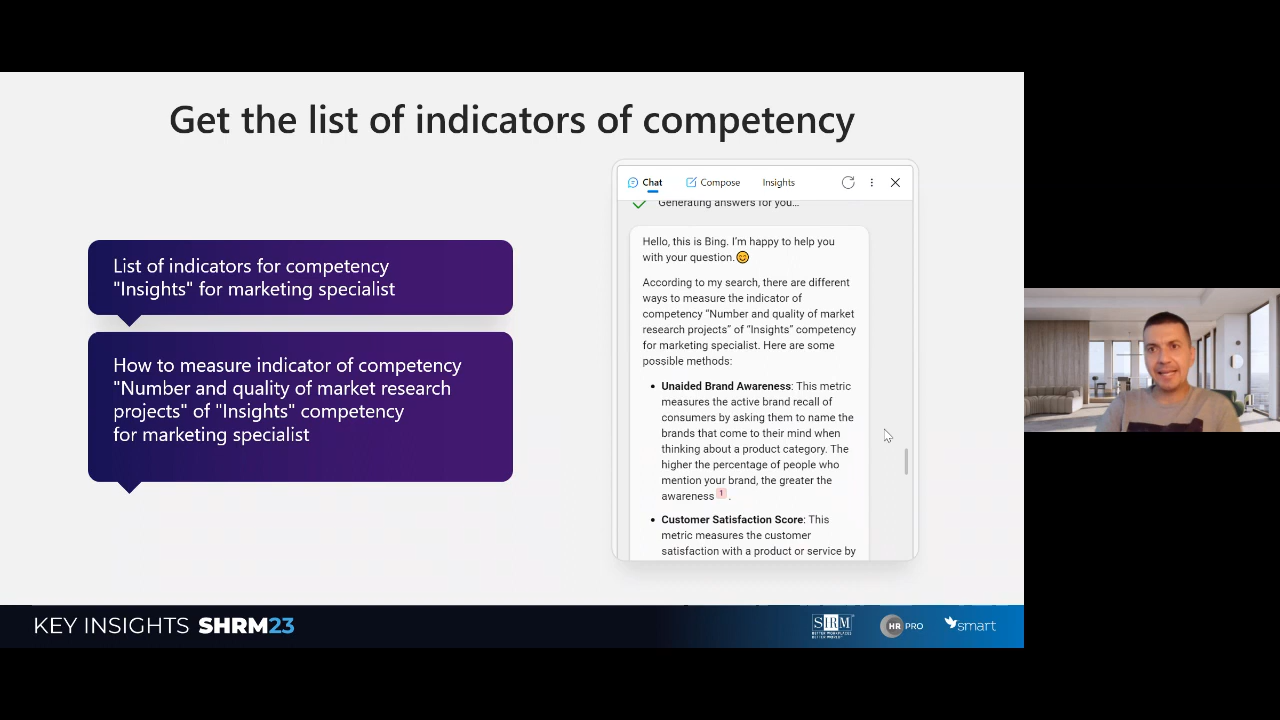 Get the list of indicators of competency
List of indicators for competency
"Insights" for marketing specialist
How to measure indicator of competency
"Number and quality of market research
projects" of "Insights" competency
for marketing specialist
Chat Compose Insights
Generating answers for you...
Hello, this is Bing. I'm happy to help you
with your question.😊
According to my search, there are different
ways to measure the indicator of
competency “Number and quality of market
research projects” of “Insights” competency
for marketing specialist. Here are some
possible methods:
• Unaided Brand Awareness: This metric
measures the active brand recall of
consumers by asking them to name the
brands that come to their mind when
thinking about a product category. The
higher the percentage of people who
mention your brand, the greater the
awareness 1 .
• Customer Satisfaction Score: This
metric measures the customer
satisfaction with a product or service by
KEY INSIGHTS SHRM23
SHRM
BETTER WORKPLACES
BETTER WORLD
HR PRO
smart